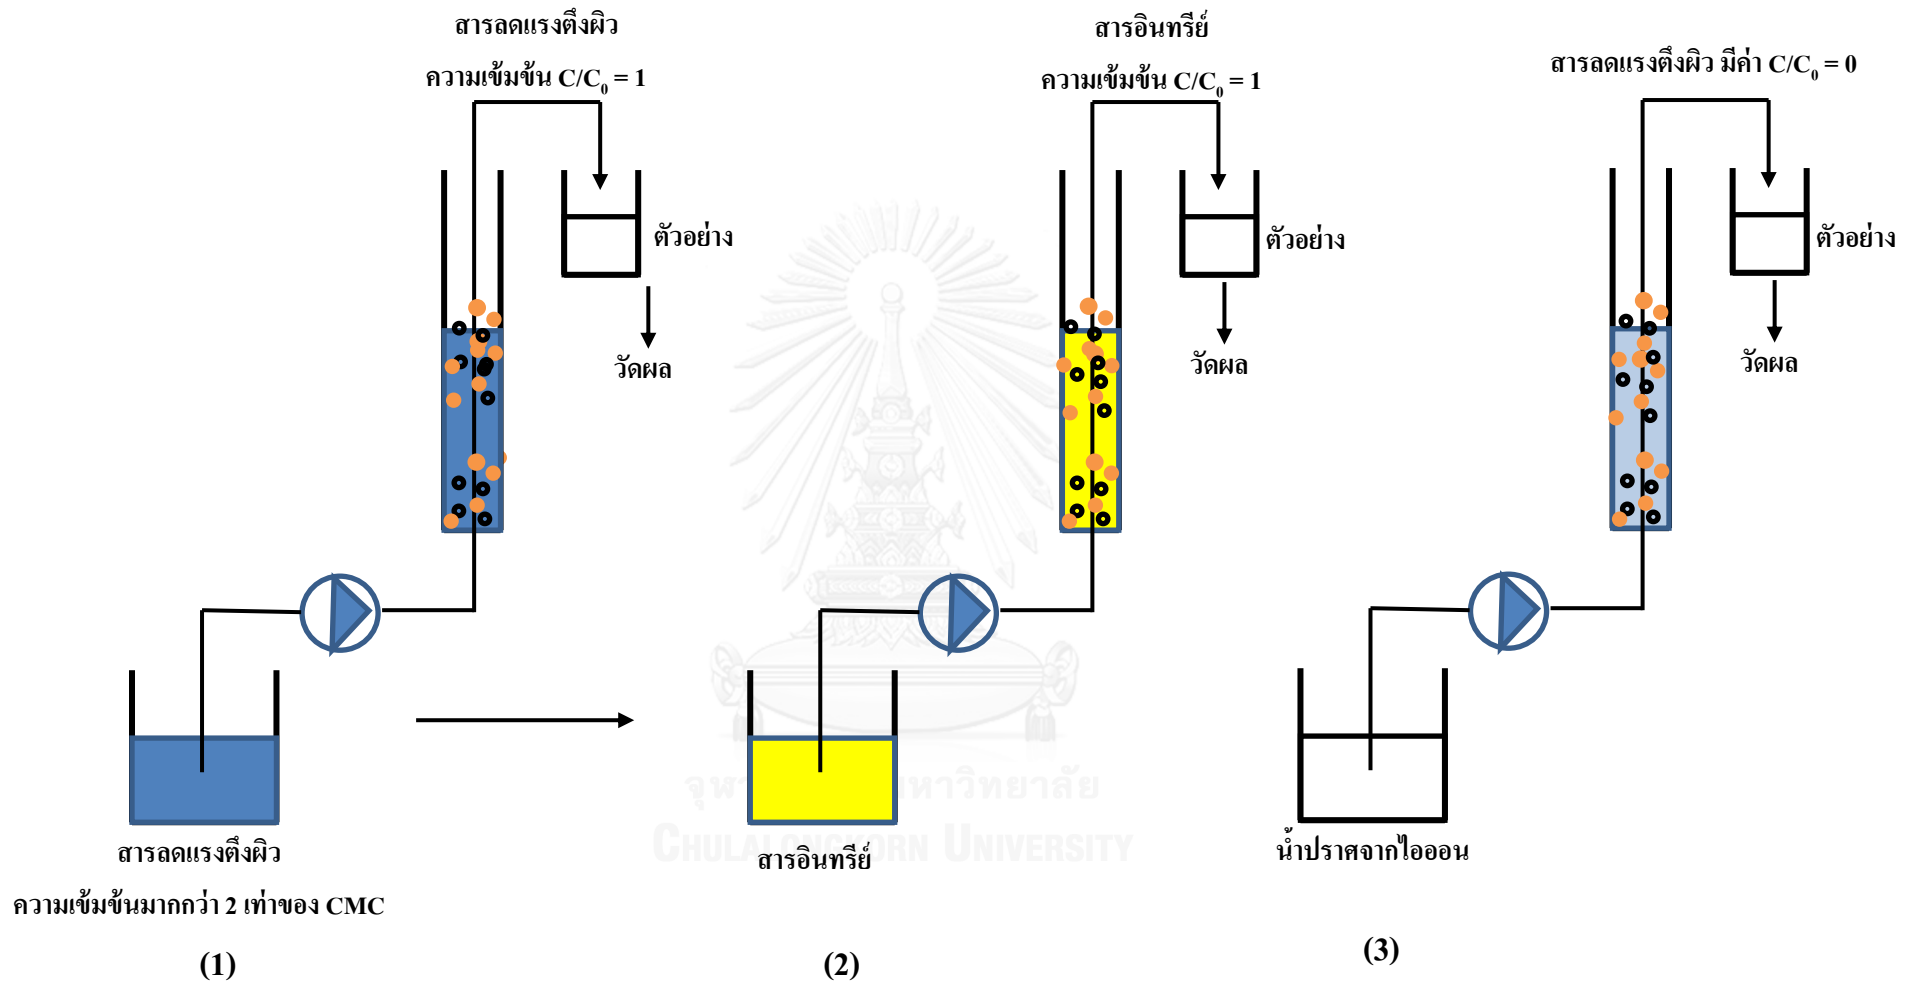 สารลดแรงตึงผิว
ความเข้มข้น C/C₀ = 1
ตัวอย่าง
วัดผล
สารลดแรงตึงผิว
ความเข้มข้นมากกว่า 2 เท่าของ CMC
(1)
สารอินทรีย์
ความเข้มข้น C/C₀ = 1
ตัวอย่าง
วัดผล
สารอินทรีย์
(2)
สารลดแรงตึงผิว มีค่า C/C₀ = 0
ตัวอย่าง
วัดผล
น้ำปราศจากไอออน
(3)
CHULALONGKORN UNIVERSITY